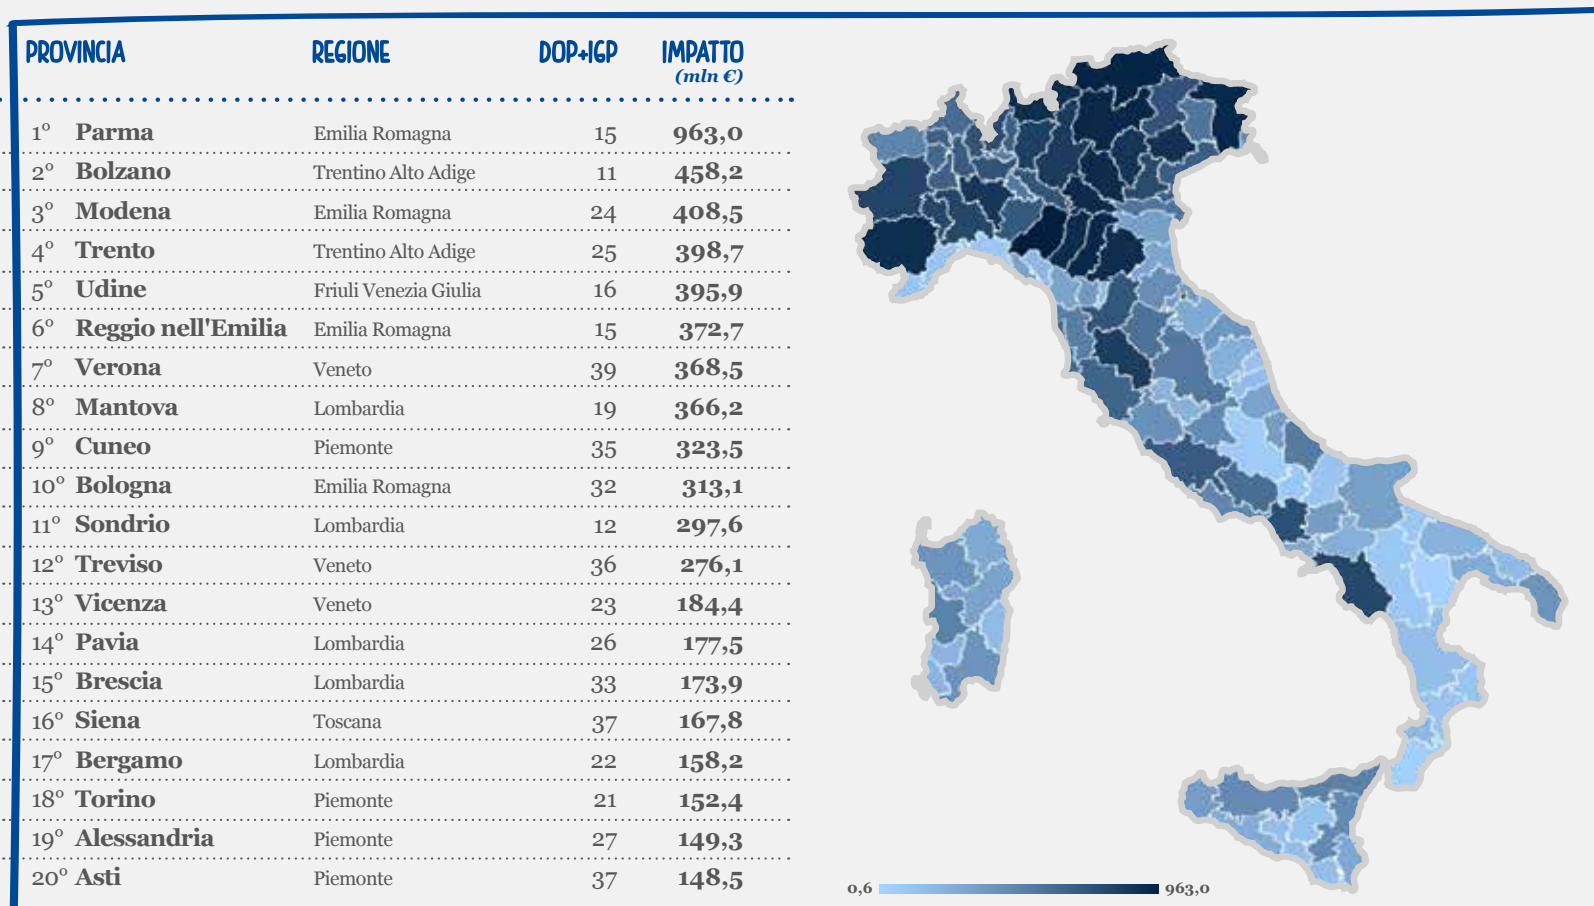 PROVINCIA REGIONE DOP+IGP IMPATTO
(mln €)
1° Parma Emilia Romagna 15 963,0
2° Bolzano Trentino Alto Adige 11 458,2
3° Modena Emilia Romagna 24 408,5
4° Trento Trentino Alto Adige 25 398,7
5° Udine Friuli Venezia Giulia 16 395,9
6° Reggio nell'Emilia Emilia Romagna 15 372,7
7° Verona Veneto 39 368,5
8° Mantova Lombardia 19 366,2
9° Cuneo Piemonte 35 323,5
10° Bologna Emilia Romagna 32 313,1
11° Sondrio Lombardia 12 297,6
12° Treviso Veneto 36 276,1
13° Vicenza Veneto 23 184,4
14° Pavia Lombardia 26 177,5
15° Brescia Lombardia 33 173,9
16° Siena Toscana 37 167,8
17° Bergamo Lombardia 22 158,2
18° Torino Piemonte 21 152,4
19° Alessandria Piemonte 27 149,3
20° Asti Piemonte 37 148,5
0,6 963,0